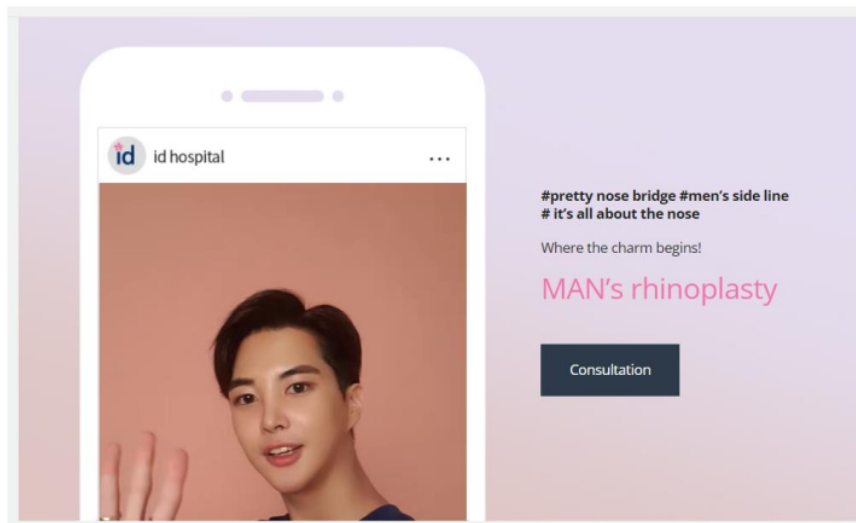 id
id hospital
...
#pretty nose bridge #men’s side line
# it’s all about the nose
Where the charm begins!
MAN’s rhinoplasty
Consultation